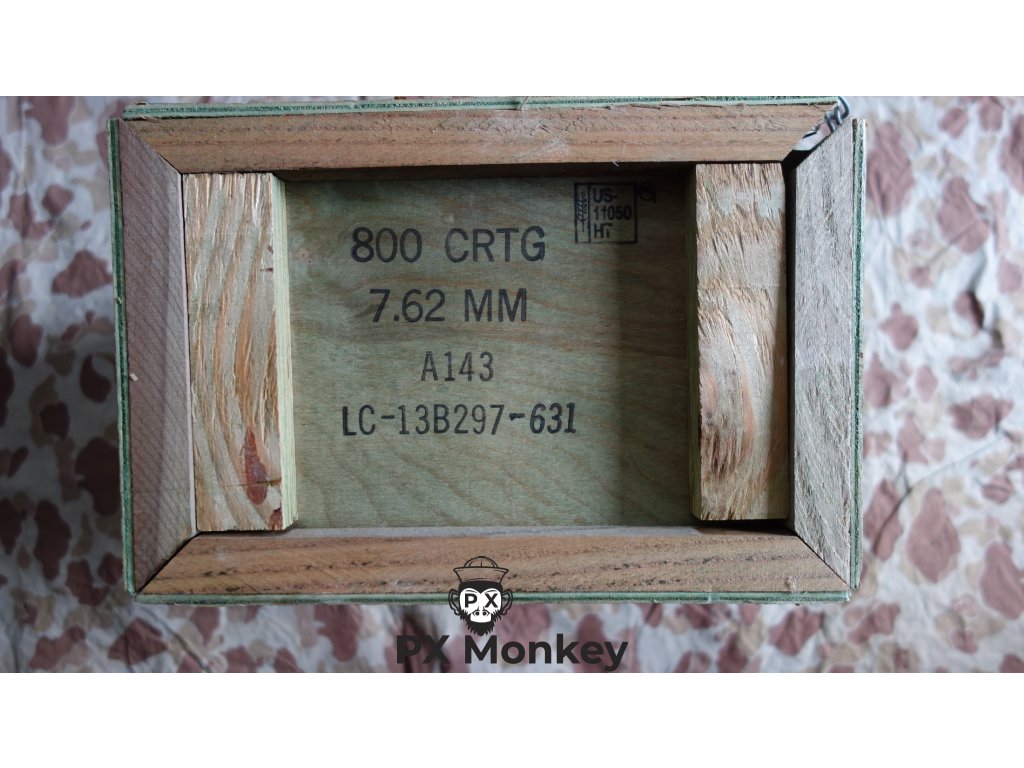 US-
11050
HT
800 CRTG
7.62 MM
A143
LC-13B297-631
PX
PX Monkey